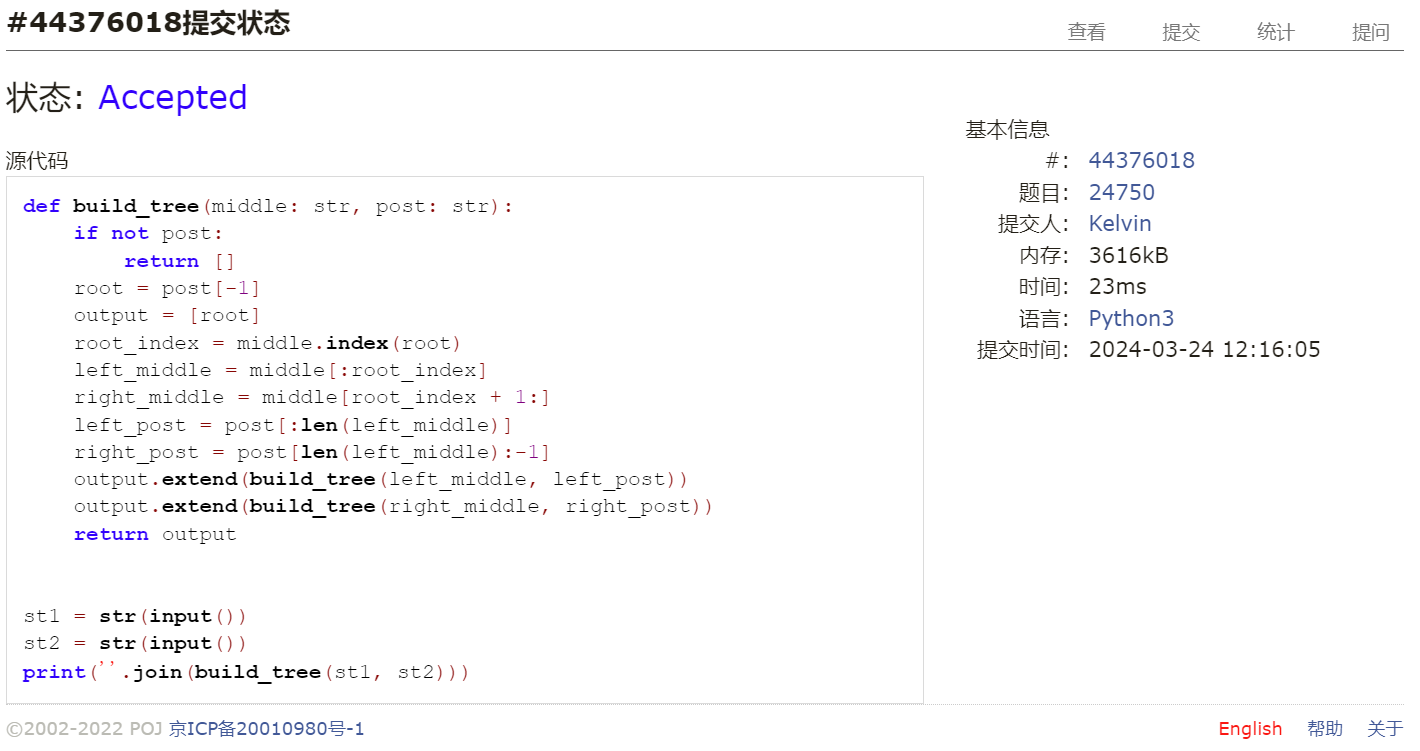 #44376018提交状态
查看 提交 统计 提问
状态: Accepted
源代码
def build_tree(middle: str, post: str):
    if not post:
        return []
    root = post[-1]
    output = [root]
    root_index = middle.index(root)
    left_middle = middle[:root_index]
    right_middle = middle[root_index + 1:]
    left_post = post[:len(left_middle)]
    right_post = post[len(left_middle):-1]
    output.extend(build_tree(left_middle, left_post))
    output.extend(build_tree(right_middle, right_post))
    return output
st1 = str(input())
st2 = str(input())
print(''.join(build_tree(st1, st2)))
基本信息
#: 44376018
题目: 24750
提交人: Kelvin
内存: 3616kB
时间: 23ms
语言: Python3
提交时间: 2024-03-24 12:16:05
©2002-2022 POJ 京ICP备20010980号-1
English 帮助 关于